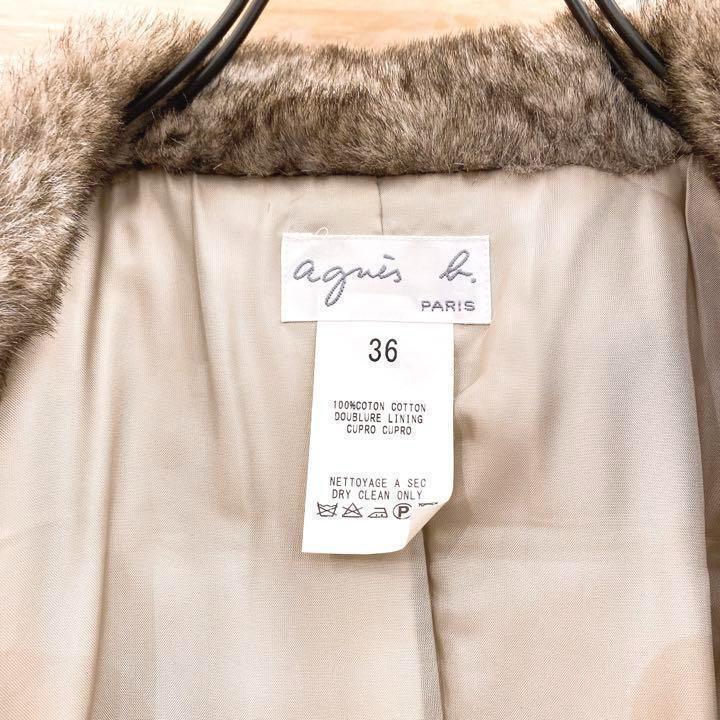 agnès b.
PARIS
36
100%COTON COTTON
DOUBLURE LINING
CUPRO CUPRO
NETTOYAGE A SEC
DRY CLEAN ONLY
P